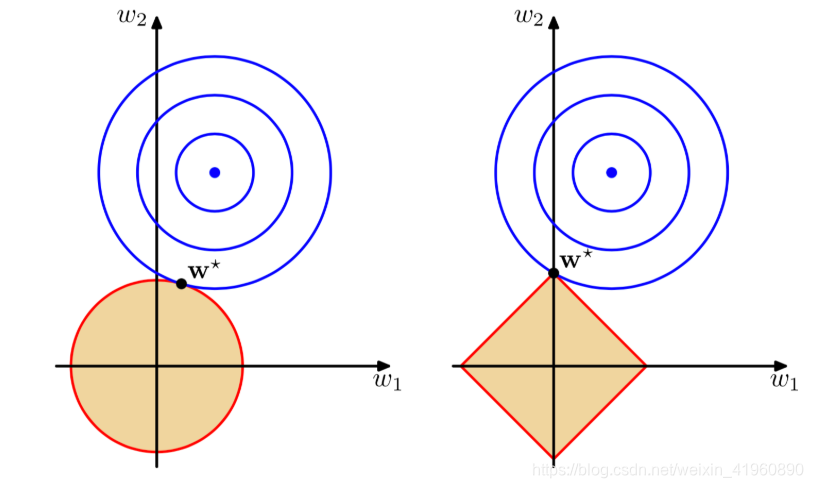 w₂
w₂
w⋆
w⋆
w₁
w₁
https://blog.csdn.net/weixin_41960890